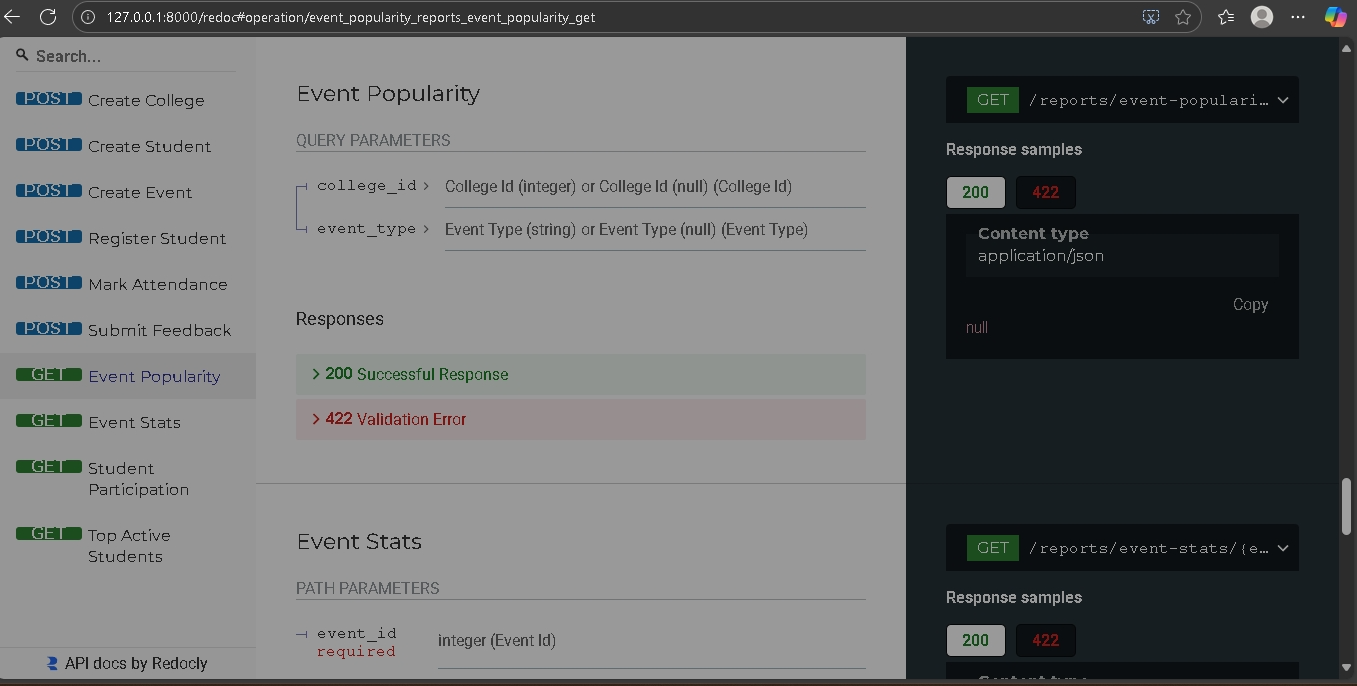 127.0.0.1:8000/redoc#operation/event_popularity_reports_event_popularity_get
Search...
POST Create College
POST Create Student
POST Create Event
POST Register Student
POST Mark Attendance
POST Submit Feedback
GET Event Popularity
GET Event Stats
GET Student
Participation
GET Top Active
Students
API docs by Redocly
Event Popularity
QUERY PARAMETERS
college_id College Id (integer) or College Id (null) (College Id)
event_type Event Type (string) or Event Type (null) (Event Type)
Responses
200 Successful Response
422 Validation Error
Event Stats
PATH PARAMETERS
event_id integer (Event Id)
required
GET /reports/event-populari…
Response samples
200 422
Content type
application/json
Copy
null
GET /reports/event-stats/{e…
Response samples
200 422
Content type